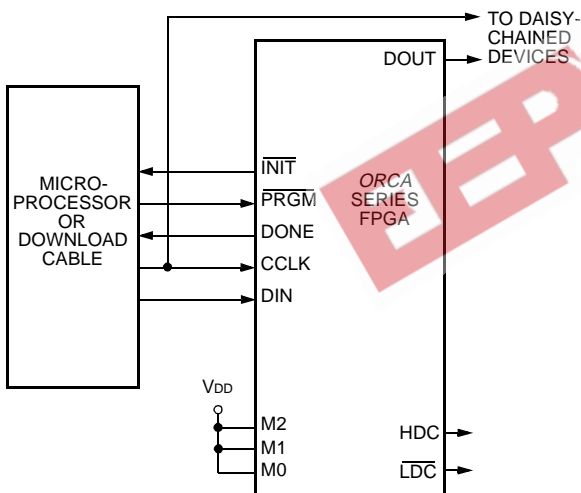 TO DAISY-
CHAINED
DEVICES
DOUT
INIT
PRGM
DONE
CCLK
DIN
MICRO-
PROCESSOR
OR
DOWNLOAD
CABLE
ORCA
SERIES
FPGA
VDD
M2
M1
M0
HDC
LDC
EEP